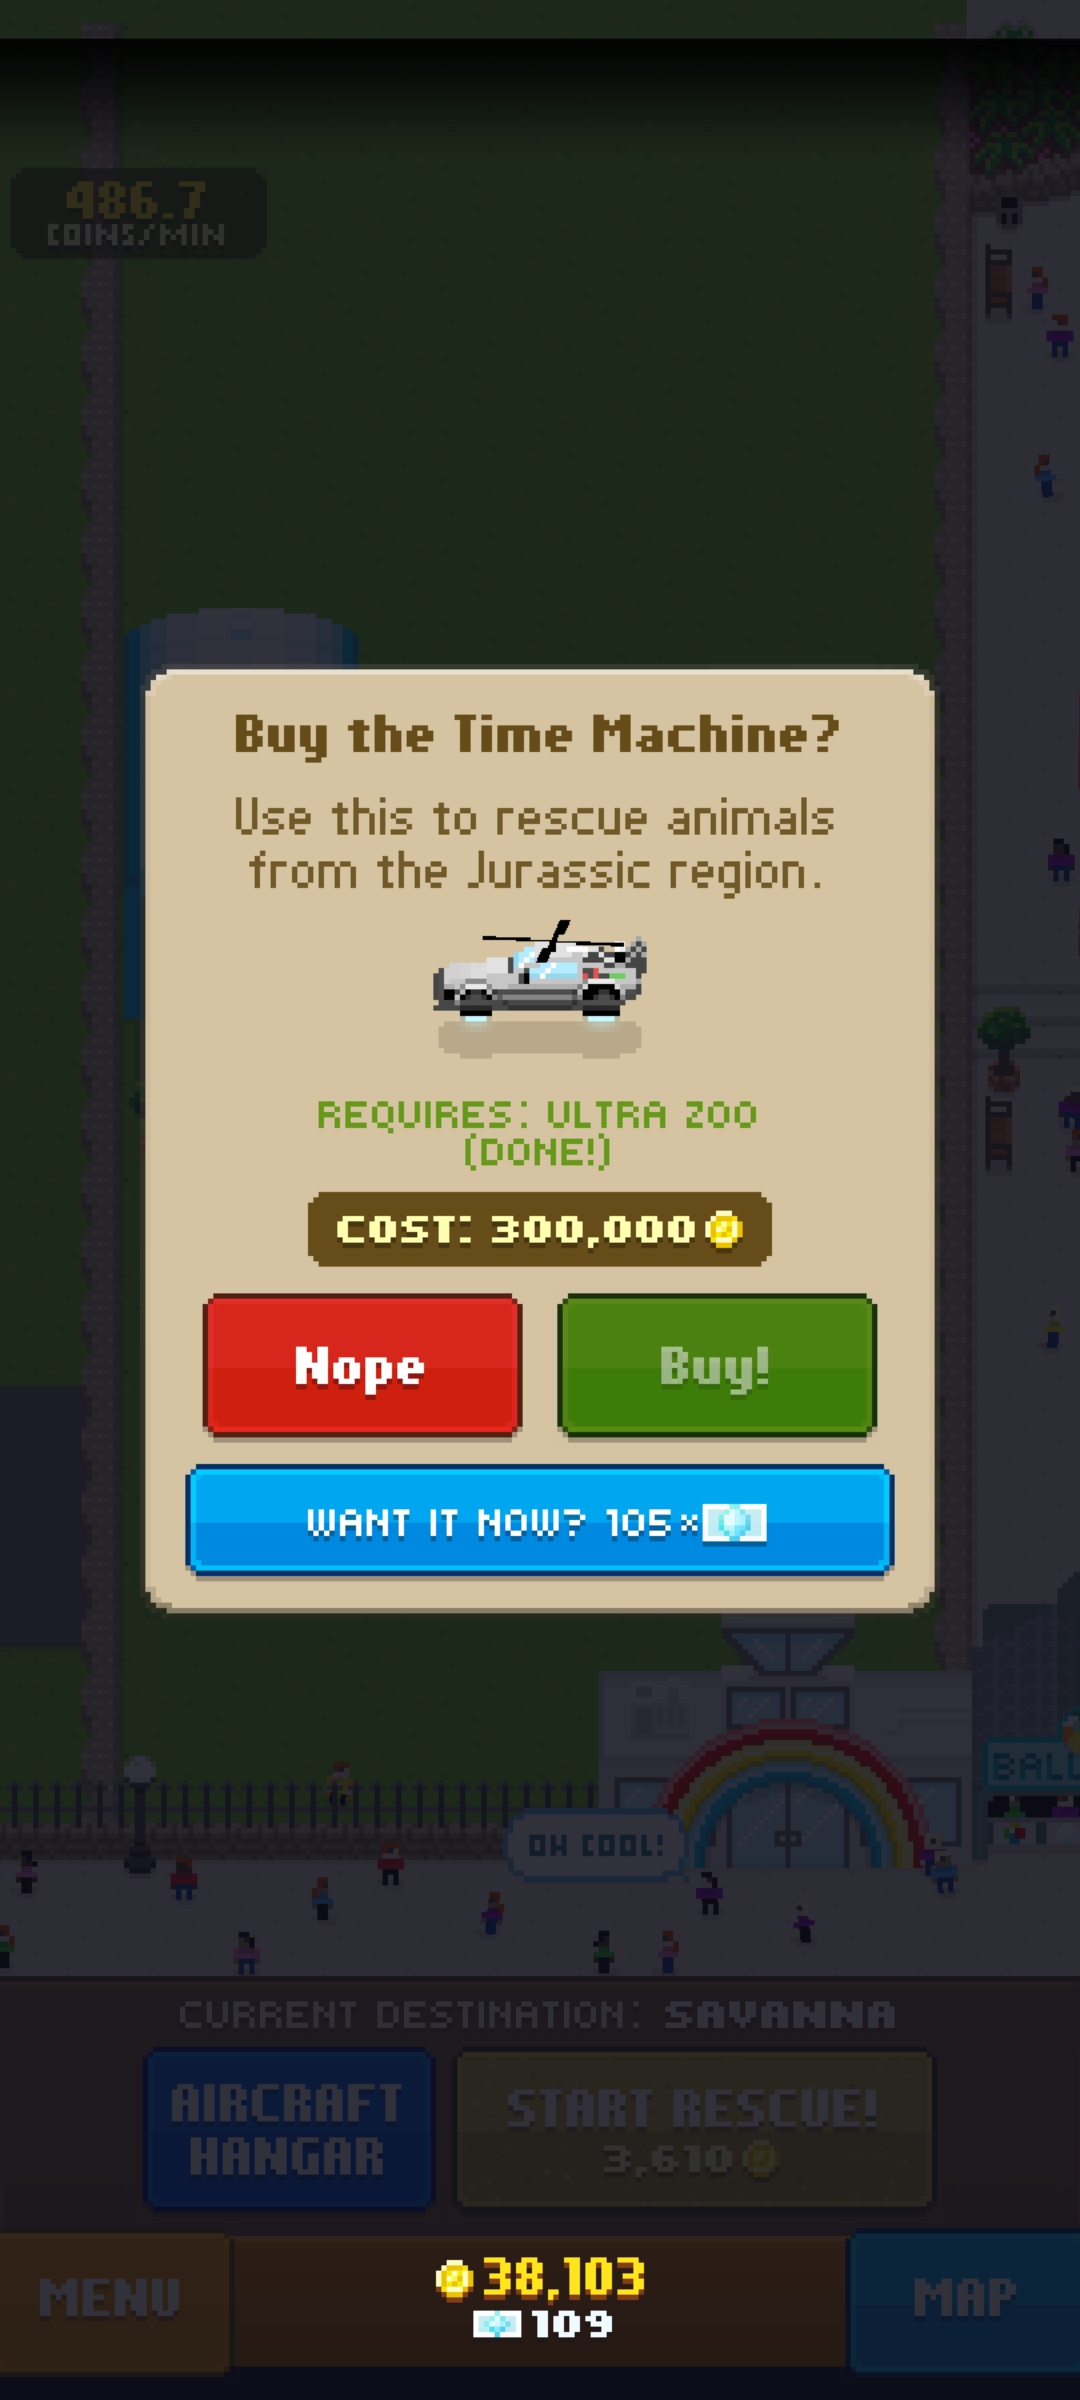 486.7
COINS/MIN
Buy the Time Machine?
Use this to rescue animals
from the Jurassic region.
REQUIRES: ULTRA ZOO
(DONE!)
COST: 300,000
Nope
Buy!
WANT IT NOW? 105×
BALL
OH COOL!
CURRENT DESTINATION: SAVANNA
AIRCRAFT
HANGAR
START RESCUE!
3,610
MENU
38,103
109
MAP